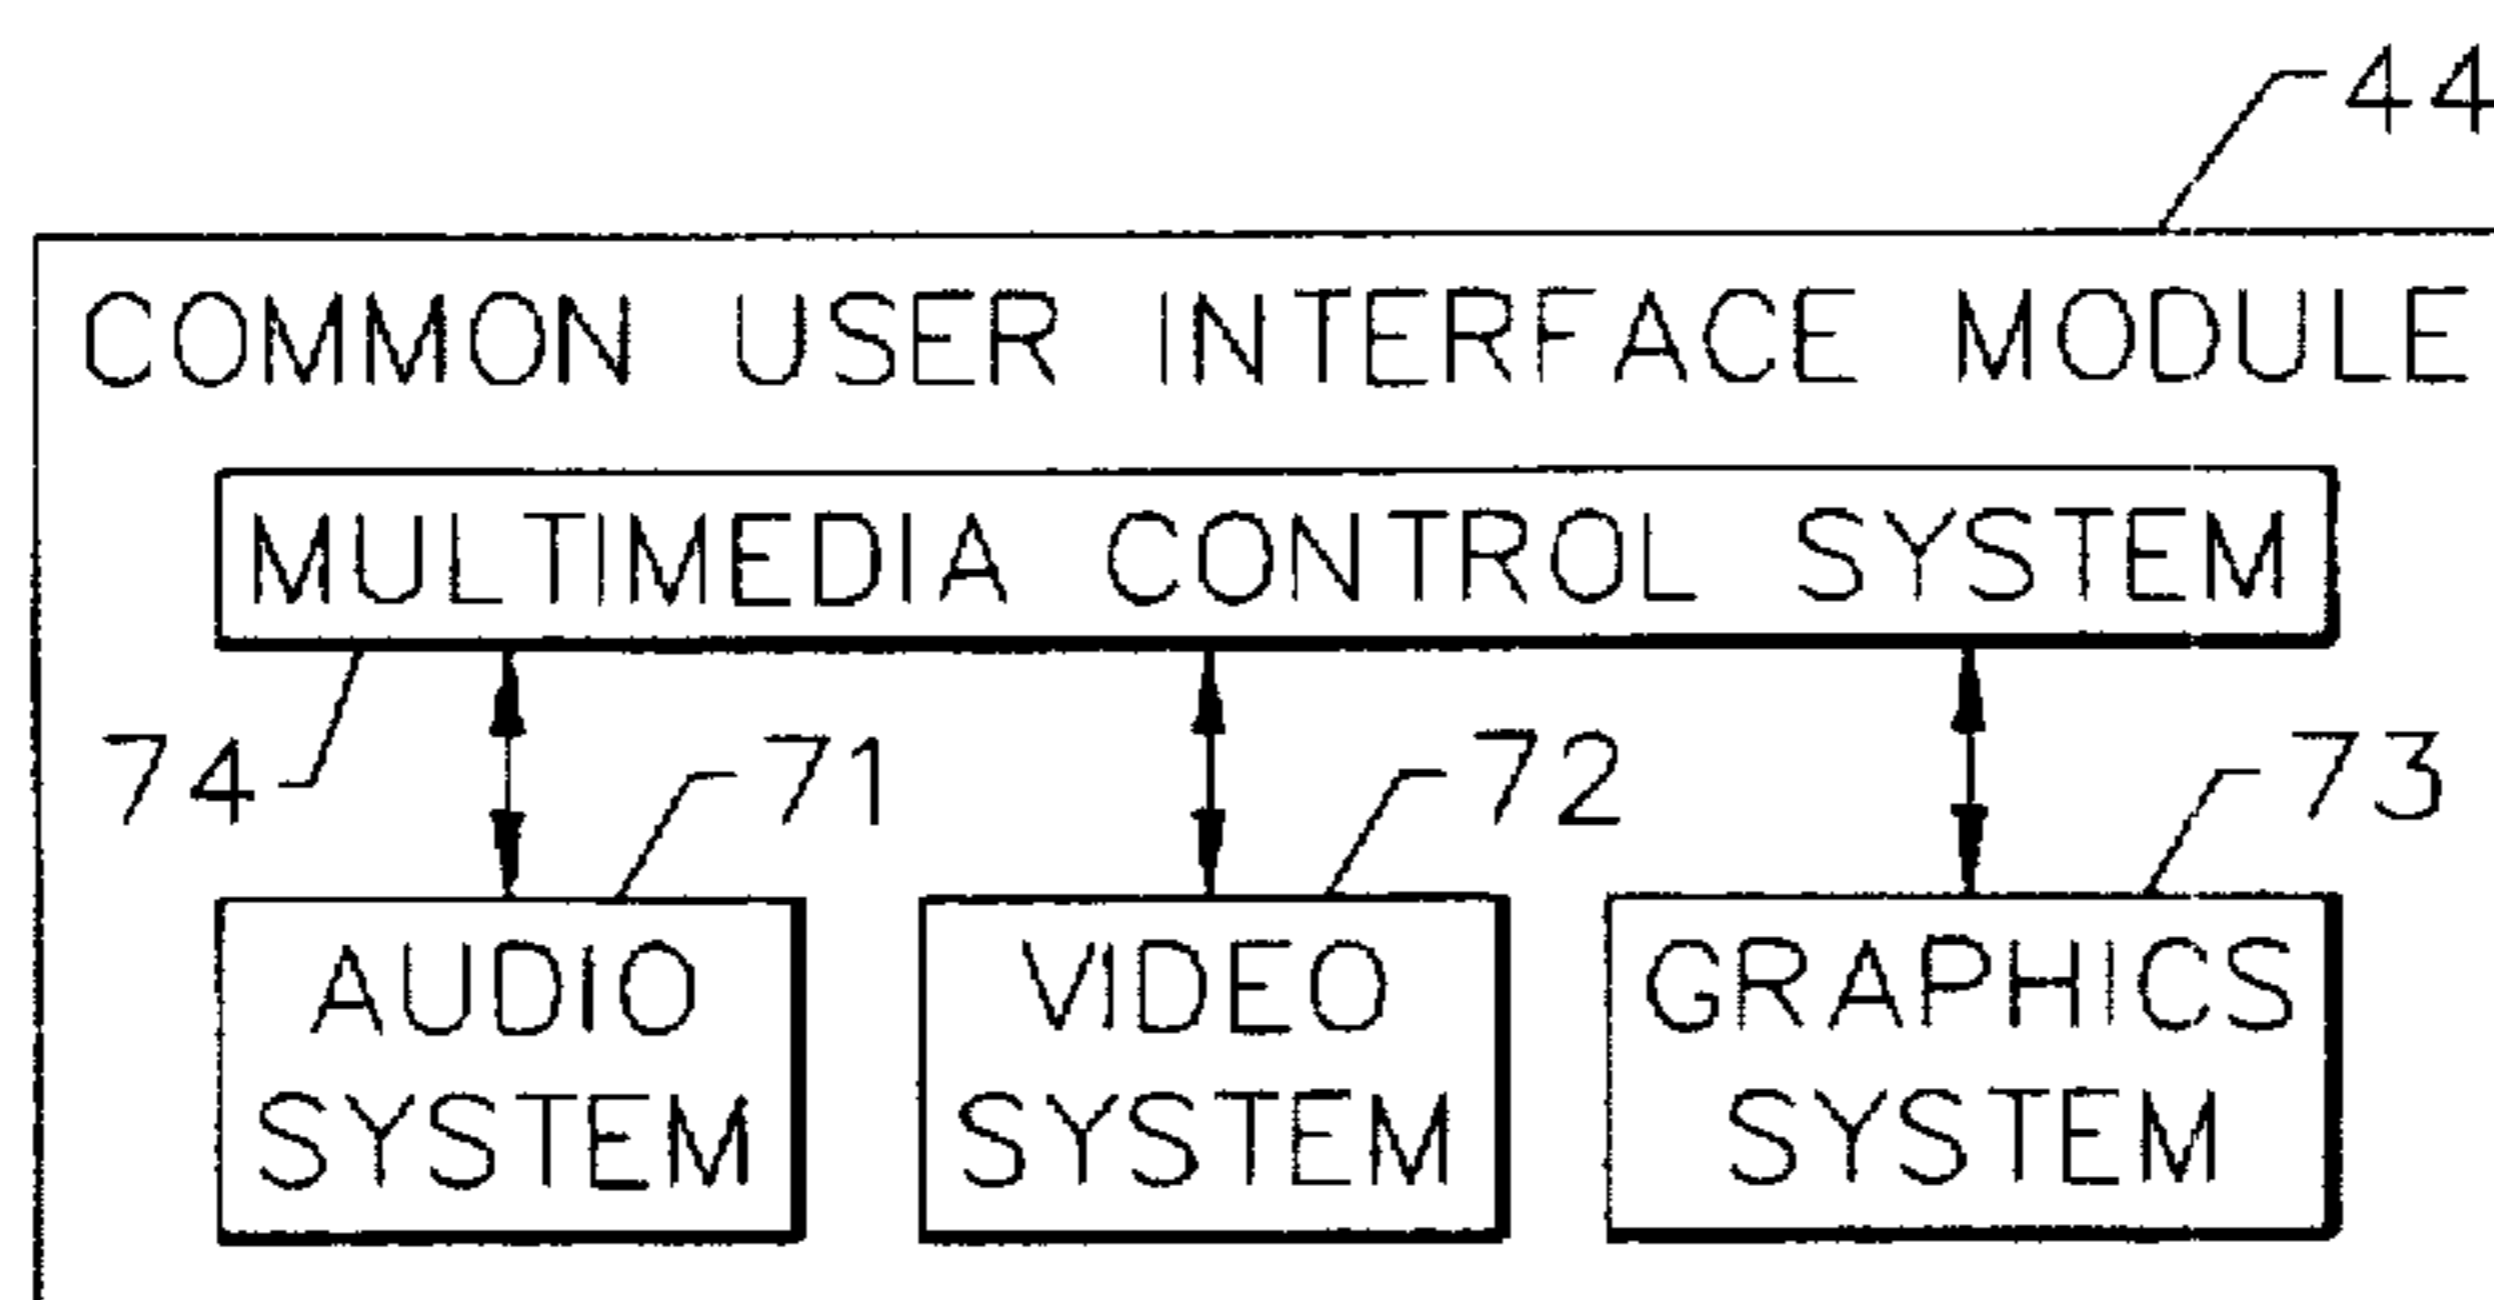 44
COMMON USER INTERFACE MODULE
MULTIMEDIA CONTROL SYSTEM
74 71 72 73
AUDIO SYSTEM
VIDEO SYSTEM
GRAPHICS SYSTEM